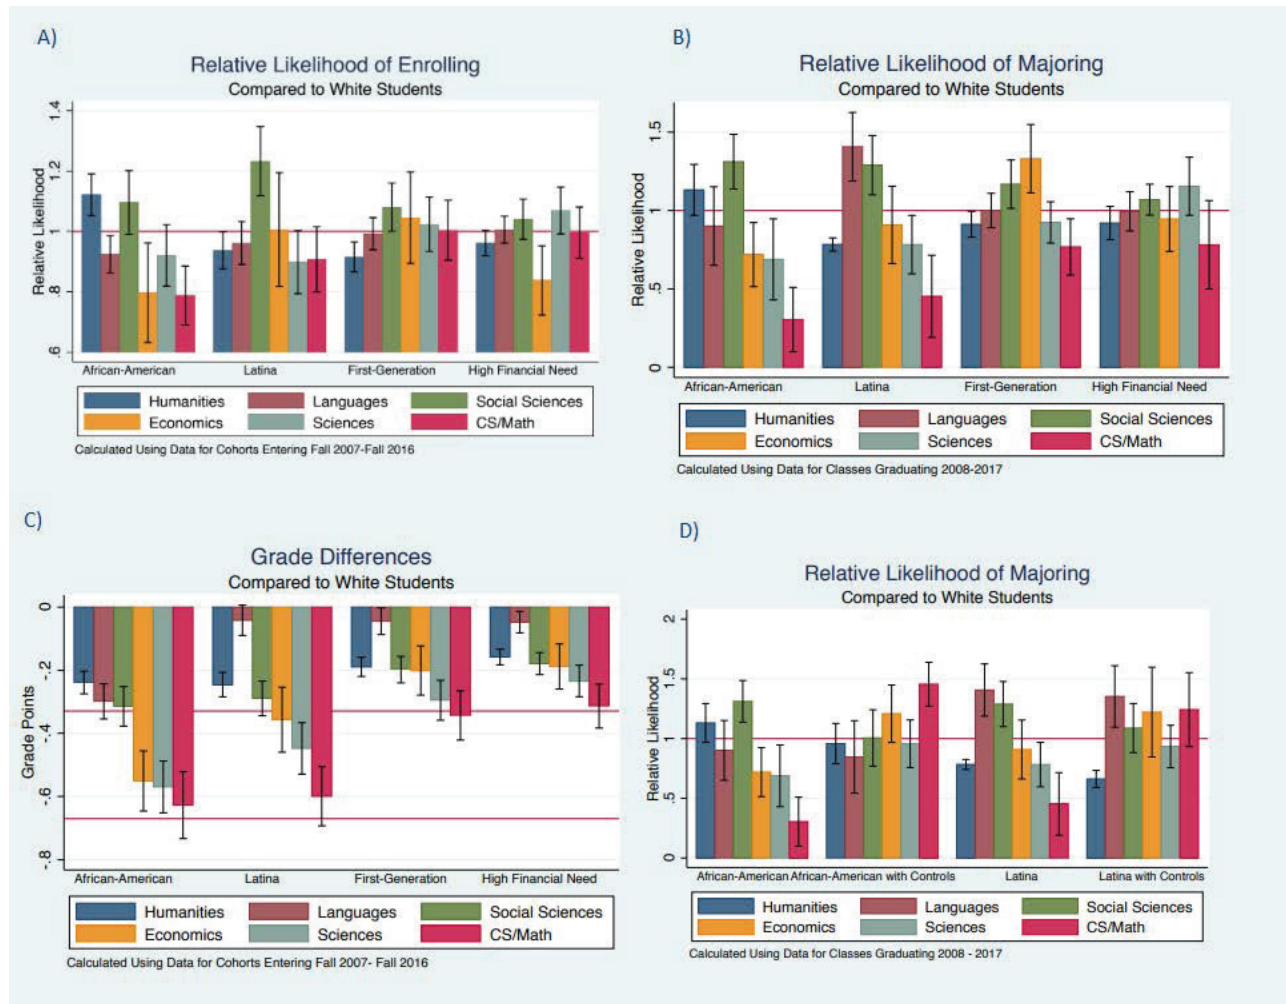 A)
Relative Likelihood of Enrolling
Compared to White Students
Relative Likelihood
1.4
1.2
1
.8
.6
African-American Latina First-Generation High Financial Need
Humanities Languages Social Sciences
Economics Sciences CS/Math
Calculated Using Data for Cohorts Entering Fall 2007-Fall 2016
B)
Relative Likelihood of Majoring
Compared to White Students
Relative Likelihood
1.5
1
.5
0
African-American Latina First-Generation High Financial Need
Humanities Languages Social Sciences
Economics Sciences CS/Math
Calculated Using Data for Classes Graduating 2008-2017
C)
Grade Differences
Compared to White Students
Grade Points
0
-.2
-.4
-.6
-.8
African-American Latina First-Generation High Financial Need
Humanities Languages Social Sciences
Economics Sciences CS/Math
Calculated Using Data for Cohorts Entering Fall 2007- Fall 2016
D)
Relative Likelihood of Majoring
Compared to White Students
Relative Likelihood
2
1.5
1
.5
0
African-American African-American with Controls Latina Latina with Controls
Humanities Languages Social Sciences
Economics Sciences CS/Math
Calculated Using Data for Classes Graduating 2008 - 2017